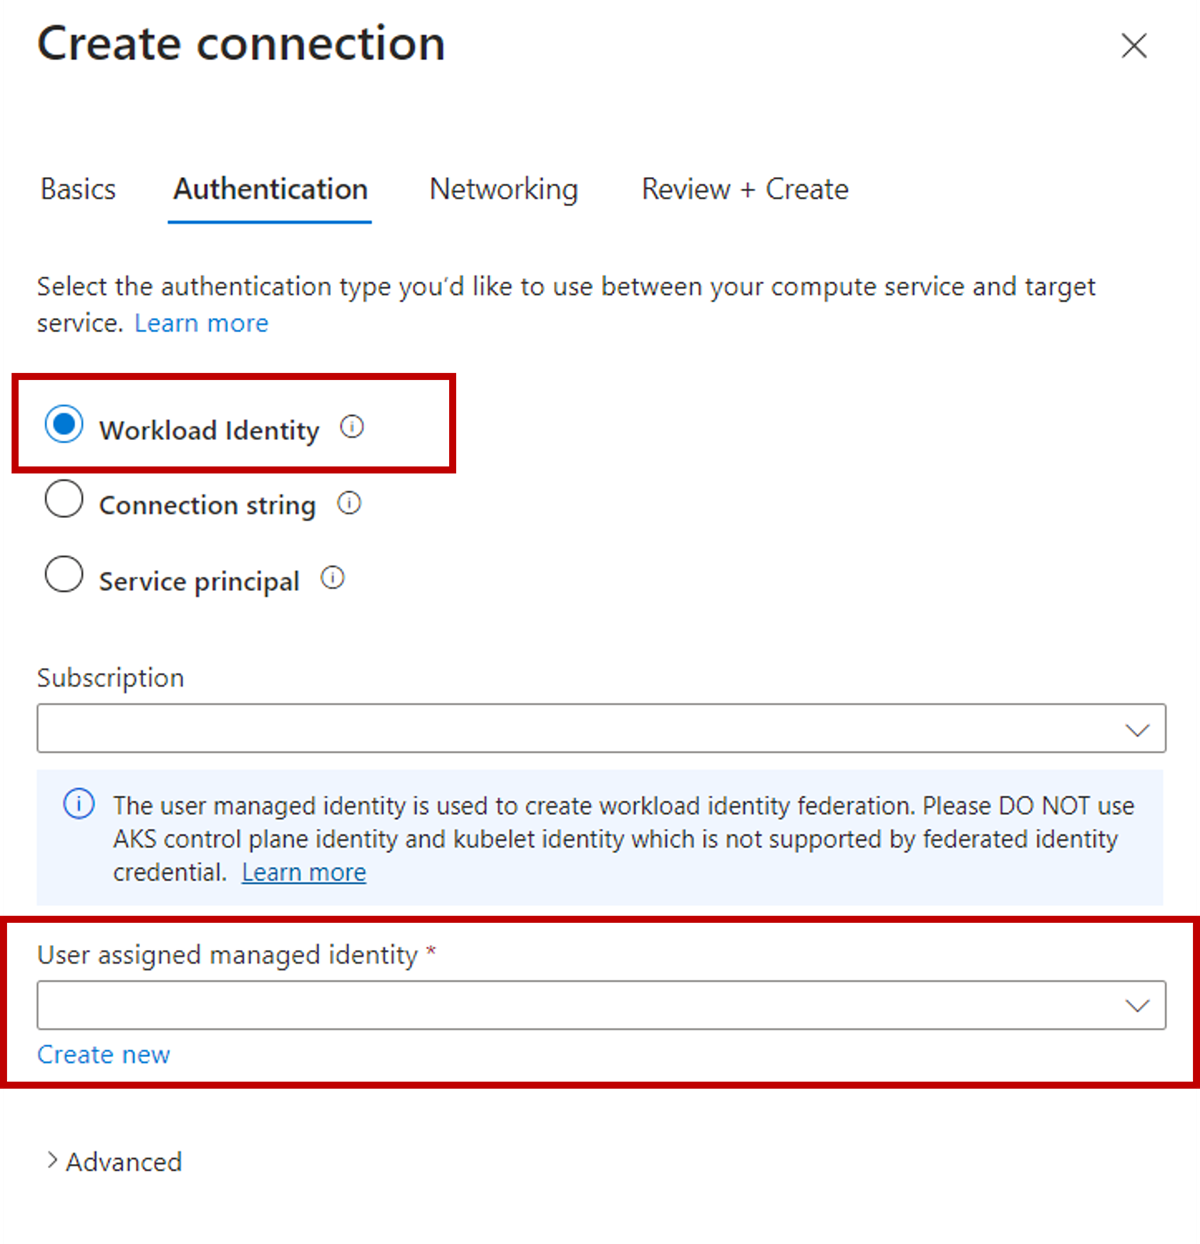 Create connection
Basics Authentication Networking Review + Create
Select the authentication type you'd like to use between your compute service and target
service. Learn more
Workload Identity
Connection string
Service principal
Subscription
The user managed identity is used to create workload identity federation. Please DO NOT use
AKS control plane identity and kubelet identity which is not supported by federated identity
credential. Learn more
User assigned managed identity *
Create new
Advanced